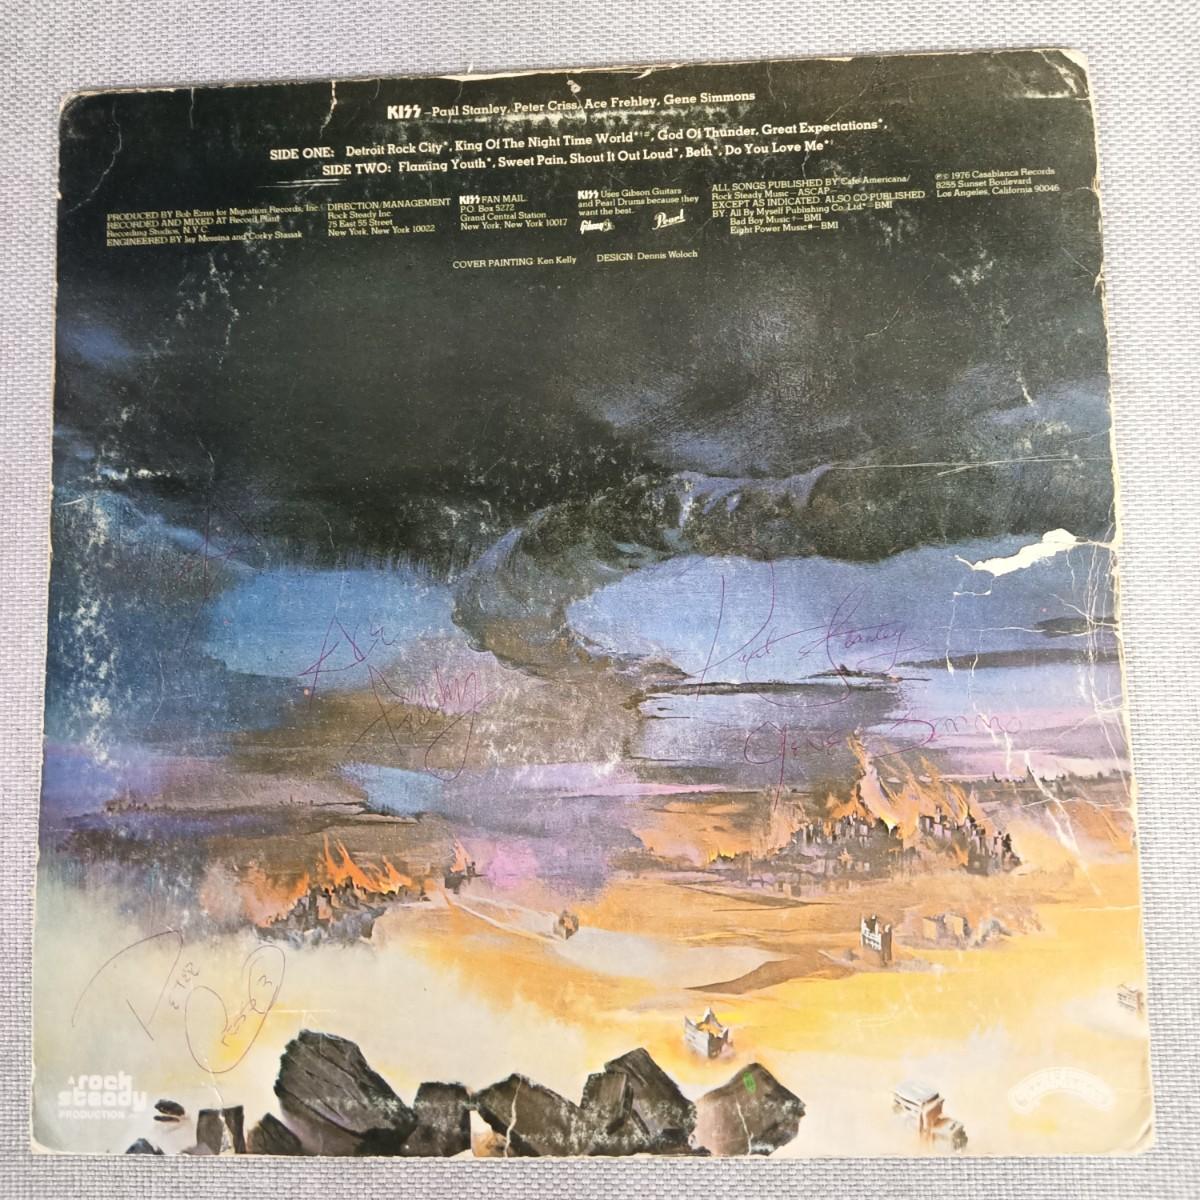 KISS—Paul Stanley, Peter Criss, Ace Frehley, Gene Simmons
SIDE ONE: Detroit Rock City*, King Of The Night Time World*†#, God Of Thunder, Great Expectations*,
SIDE TWO: Flaming Youth*, Sweet Pain, Shout It Out Loud*, Beth*, Do You Love Me*†
PRODUCED BY Bob Ezrin for Migration Records, Inc.
RECORDED AND MIXED AT Record Plant
Recording Studios, N.Y.C.
ENGINEERED BY Jay Messina and Corky Stasiak
DIRECTION/MANAGEMENT
Rock Steady Inc.
75 East 55 Street
New York, New York 10022
KISS FAN MAIL:
P.O. Box 5272
Grand Central Station
New York, New York 10017
KISS Uses Gibson Guitars
and Pearl Drums because they
want the best.
Gibson Pearl
ALL SONGS PUBLISHED BY Cafe Americana/
Rock Steady Music—ASCAP—
EXCEPT AS INDICATED ALSO CO-PUBLISHED
BY: All By Myself Publishing Co. Ltd*—BMI
Bad Boy Music†—BMI
Eight Power Music#—BMI
℗© 1976 Casablanca Records
8255 Sunset Boulevard
Los Angeles, California 90046
COVER PAINTING: Ken Kelly DESIGN: Dennis Woloch
Ace
Frehley
Paul Stanley
Gene Simmons
Peter
Criss
A
rock
steady
PRODUCTION